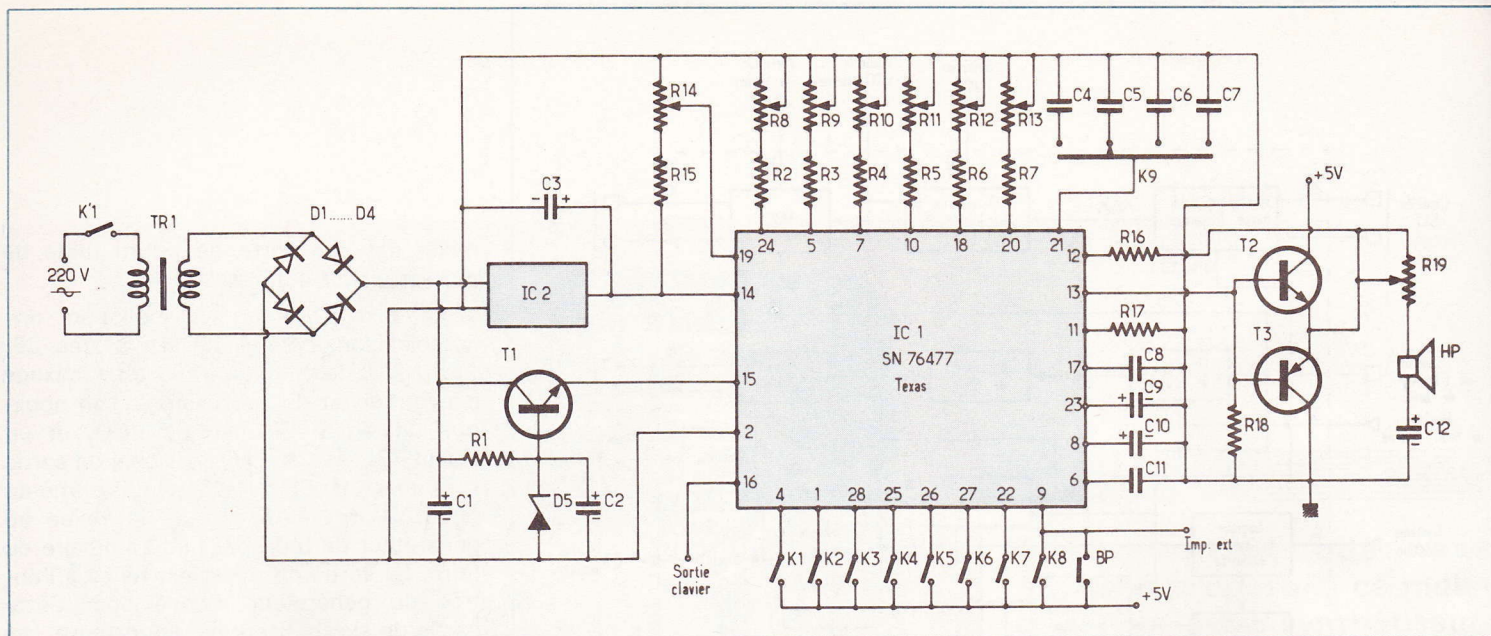 R14
R8
R9
R10
R11
R12
R13
C4
C5
C6
C7
R15
R2
R3
R4
R5
R6
R7
K9
+5V
K'1
TR1
D1......D4
220 V
C3
- +
IC 2
T1
R1
C1
+
-
D5
C2
+
-
Sortie
clavier
24 5 7 10 18 20 21
19
14
15
2
16
IC 1
SN 76477
Texas
12
13
11
17
23
8
6
4 1 28 25 26 27 22 9
R16
R17
C8
C9
+ -
C10
+ -
C11
T2
T3
R18
R19
HP
+
C12
-
K1
K2
K3
K4
K5
K6
K7
K8
BP
Imp. ext
+5V